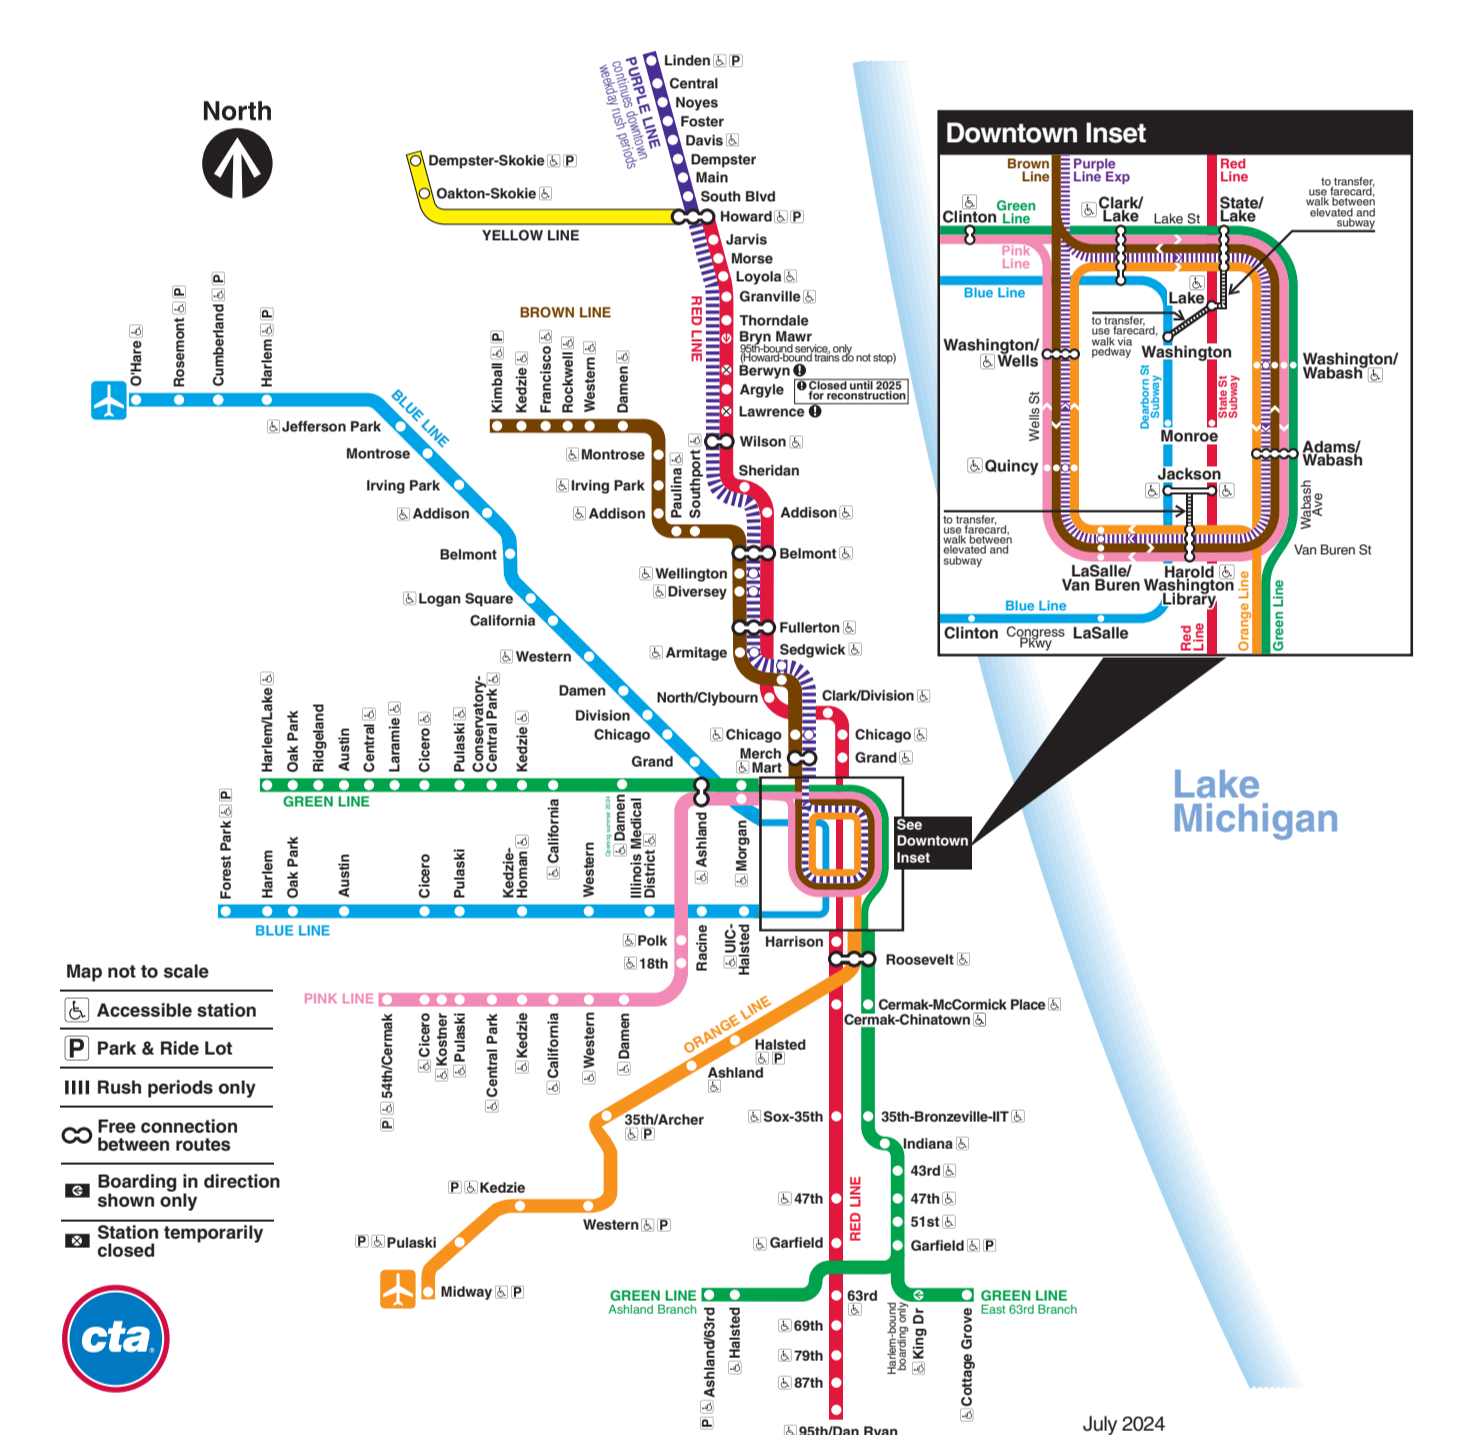 North
Linden P
Central
Noyes
Foster
Davis
Dempster
Main
South Blvd
Howard P
PURPLE LINE
continues downtown
weekday rush periods
Dempster-Skokie P
Oakton-Skokie
YELLOW LINE
Jarvis
Morse
Loyola
Granville
Thorndale
Bryn Mawr
95th-bound service, only
(Howard-bound trains do not stop)
Berwyn !
Argyle
! Closed until 2025
for reconstruction
Lawrence !
Wilson
Sheridan
Addison
Belmont
Fullerton
RED LINE
BROWN LINE
Kimball P
Kedzie
Francisco
Rockwell
Western
Damen
Montrose
Irving Park
Addison
Paulina
Southport
Wellington
Diversey
Armitage
Sedgwick
North/Clybourn
Clark/Division
Chicago
Chicago
Merch
Mart
Grand
O'Hare
Rosemont P
Cumberland P
Harlem P
BLUE LINE
Jefferson Park
Montrose
Irving Park
Addison
Belmont
Logan Square
California
Western
Damen
Division
Chicago
Grand
Harlem/Lake
Oak Park
Ridgeland
Austin
Central
Laramie
Cicero
Pulaski
Conservatory-
Central Park
Kedzie
California
Opening summer 2024
Damen
Ashland
Morgan
GREEN LINE
Forest Park P
Harlem
Oak Park
Austin
Cicero
Pulaski
Kedzie-
Homan
Western
Illinois Medical
District
Racine
UIC-
Halsted
BLUE LINE
Polk
18th
PINK LINE
P 54th/Cermak
Cicero
Kostner
Pulaski
Central Park
Kedzie
California
Western
Damen
See
Downtown
Inset
Harrison
Roosevelt
Cermak-McCormick Place
Cermak-Chinatown
ORANGE LINE
Halsted
P
Ashland
35th/Archer
P
P Kedzie
Western P
P Pulaski
Midway P
Sox-35th
35th-Bronzeville-IIT
Indiana
43rd
47th
47th
51st
RED LINE
Garfield
Garfield P
GREEN LINE
Ashland Branch
63rd
GREEN LINE
East 63rd Branch
P Ashland/63rd
Halsted
Harlem-bound
boarding only
King Dr
Cottage Grove
69th
79th
87th
95th/Dan Ryan
Downtown Inset
Brown
Line
Purple
Line Exp
Red
Line
to transfer,
use farecard,
walk between
elevated and
subway
Clinton
Green
Line
Clark/
Lake
Lake St
State/
Lake
Pink
Line
Blue Line
Lake
to transfer,
use farecard,
walk via
pedway
Washington
Washington/
Wells
Washington/
Wabash
Wells St
Dearborn St
Subway
State St
Subway
Monroe
Adams/
Wabash
Quincy
Jackson
Wabash
Ave
to transfer,
use farecard,
walk between
elevated and
subway
Van Buren St
LaSalle/
Van Buren
Harold
Washington
Library
Blue Line
Clinton
Congress
Pkwy
LaSalle
Red
Line
Orange Line
Green Line
Lake
Michigan
Map not to scale
Accessible station
P Park & Ride Lot
Rush periods only
Free connection
between routes
Boarding in direction
shown only
Station temporarily
closed
cta
July 2024